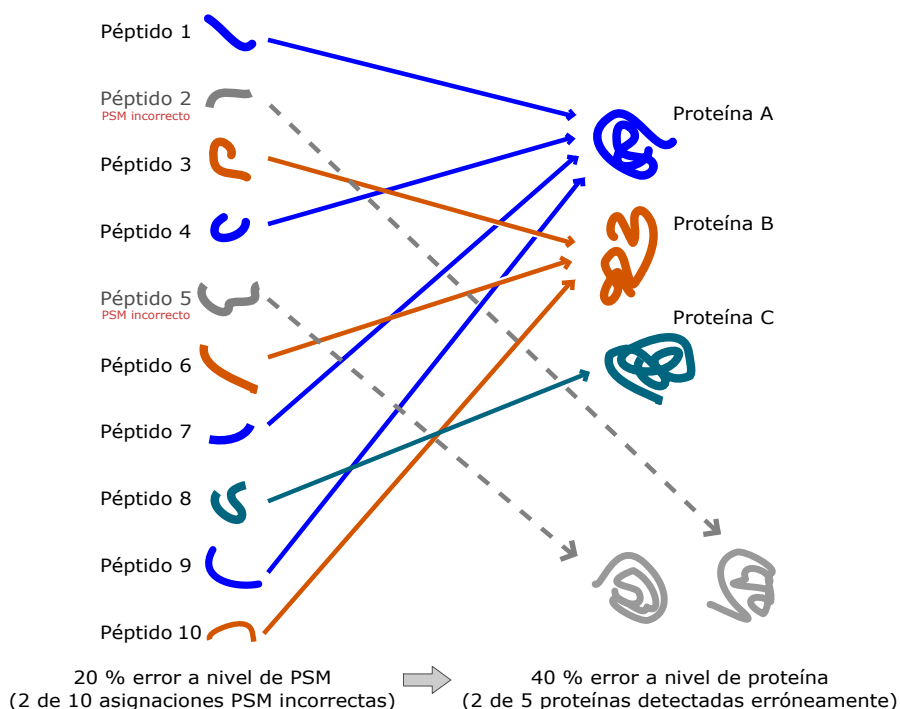 Péptido 1
Péptido 2
PSM incorrecto
Péptido 3
Péptido 4
Péptido 5
PSM incorrecto
Péptido 6
Péptido 7
Péptido 8
Péptido 9
Péptido 10
Proteína A
Proteína B
Proteína C
20 % error a nivel de PSM
(2 de 10 asignaciones PSM incorrectas)
40 % error a nivel de proteína
(2 de 5 proteínas detectadas erróneamente)